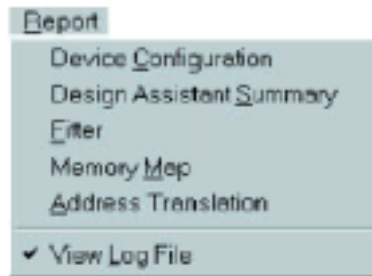 Report
Device Configuration
Design Assistant Summary
Fitter
Memory Map
Address Translation
✔ View Log File